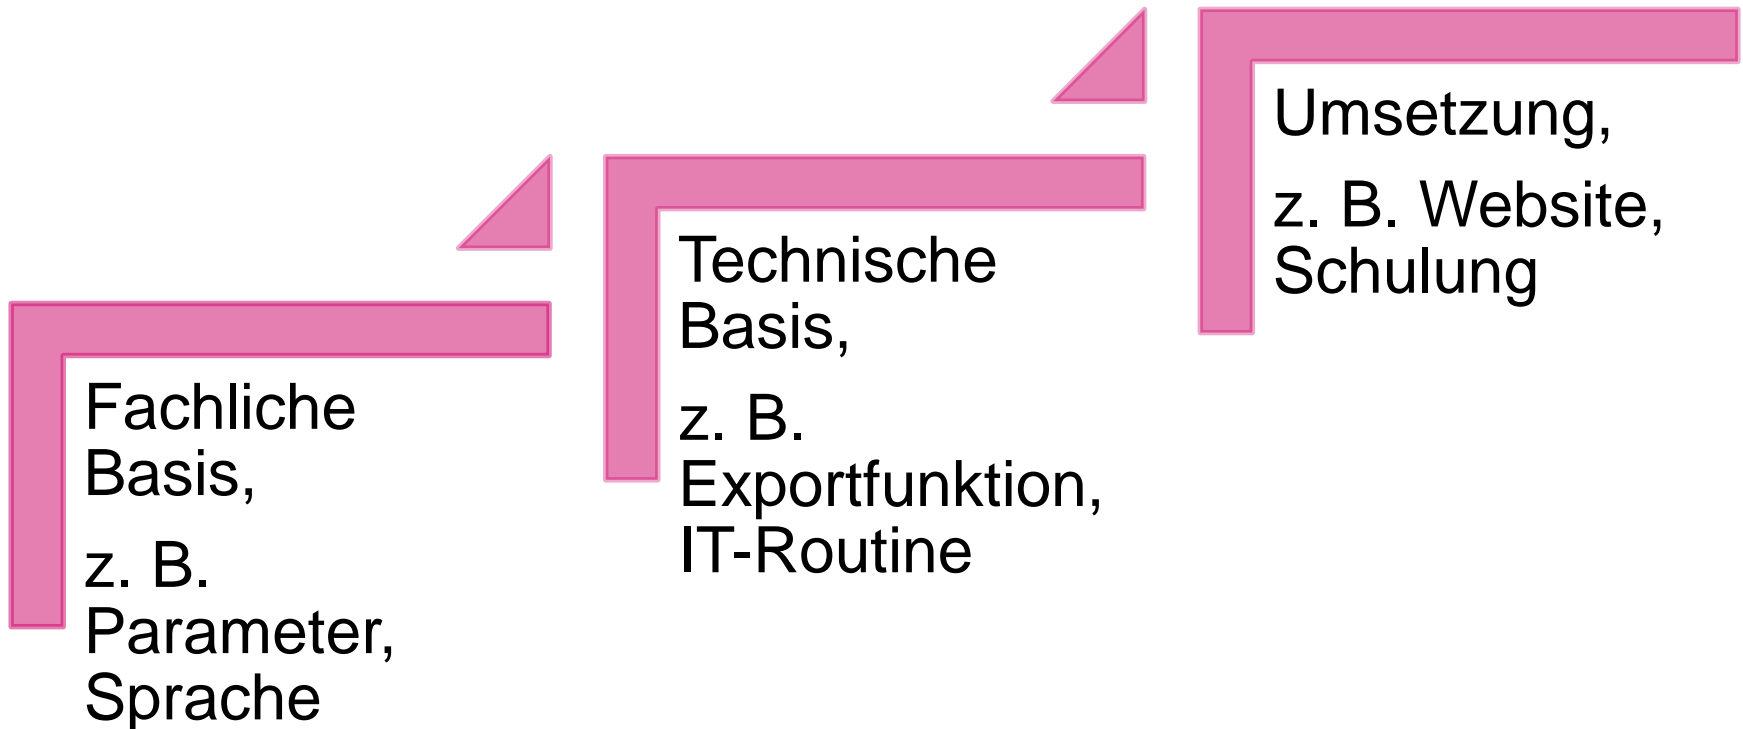 Fachliche
Basis,
z. B.
Parameter,
Sprache
Technische
Basis,
z. B.
Exportfunktion,
IT-Routine
Umsetzung,
z. B. Website,
Schulung